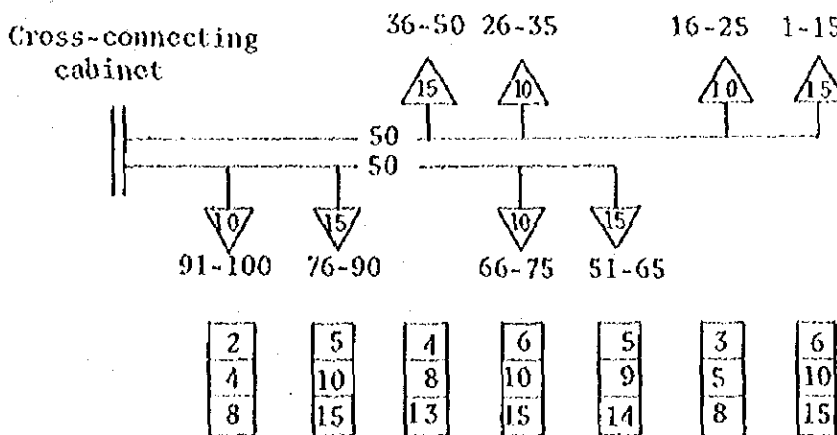 36-50 26-35 16-25 1-15
Cross-connecting
cabinet
15 10 10 15
50
50
10 15 10 15
91-100 76-90 66-75 51-65
2 5 4 6 5 3 6
4 10 8 10 9 5 10
8 15 13 15 14 8 15